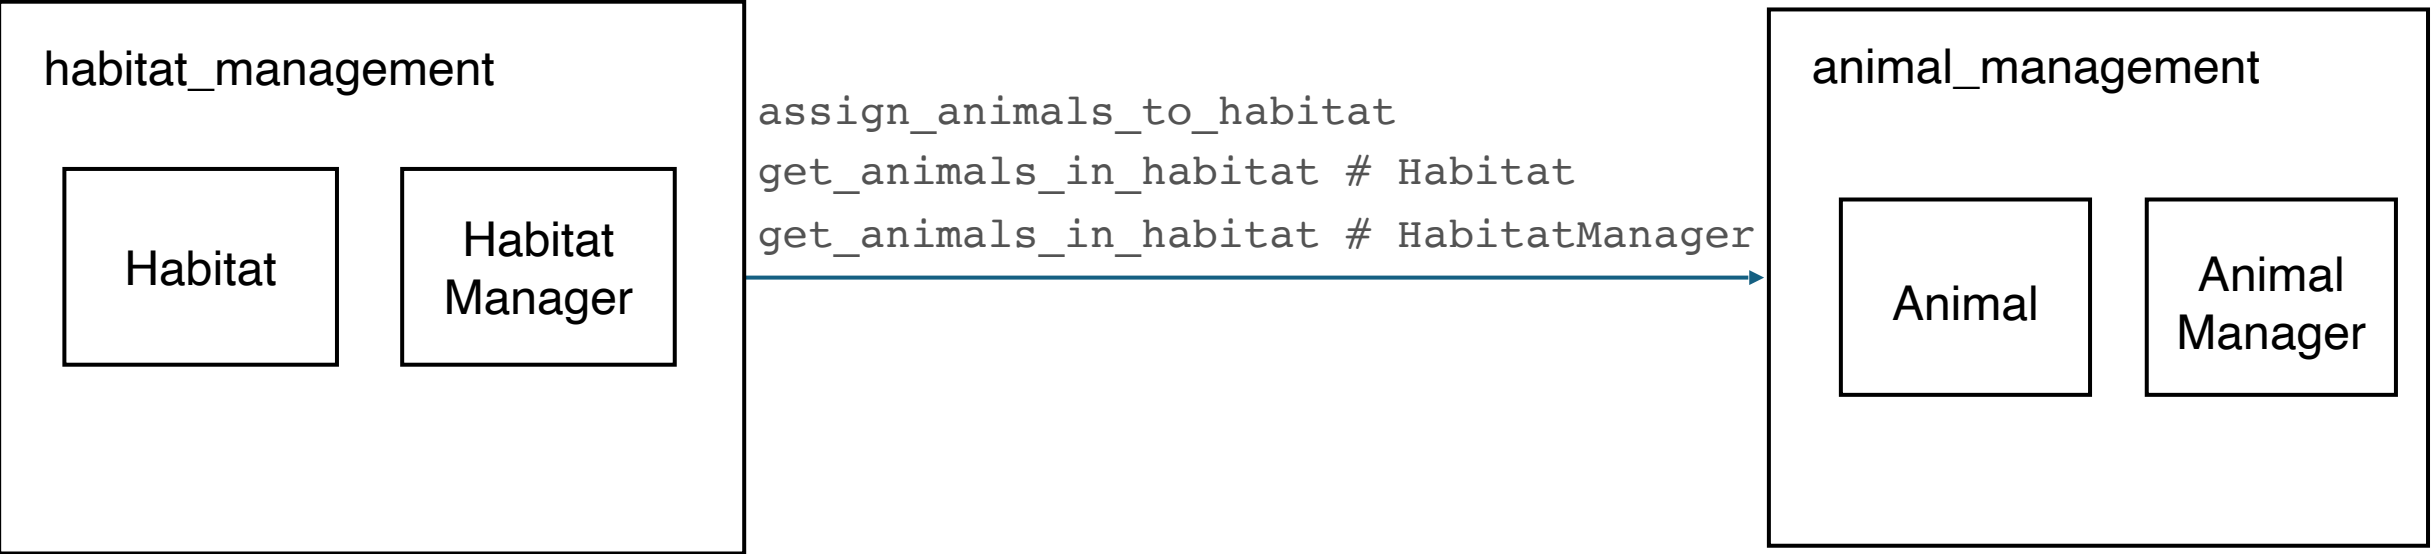 habitat_management
Habitat
Habitat
Manager
assign_animals_to_habitat
get_animals_in_habitat # Habitat
get_animals_in_habitat # HabitatManager
animal_management
Animal
Animal
Manager